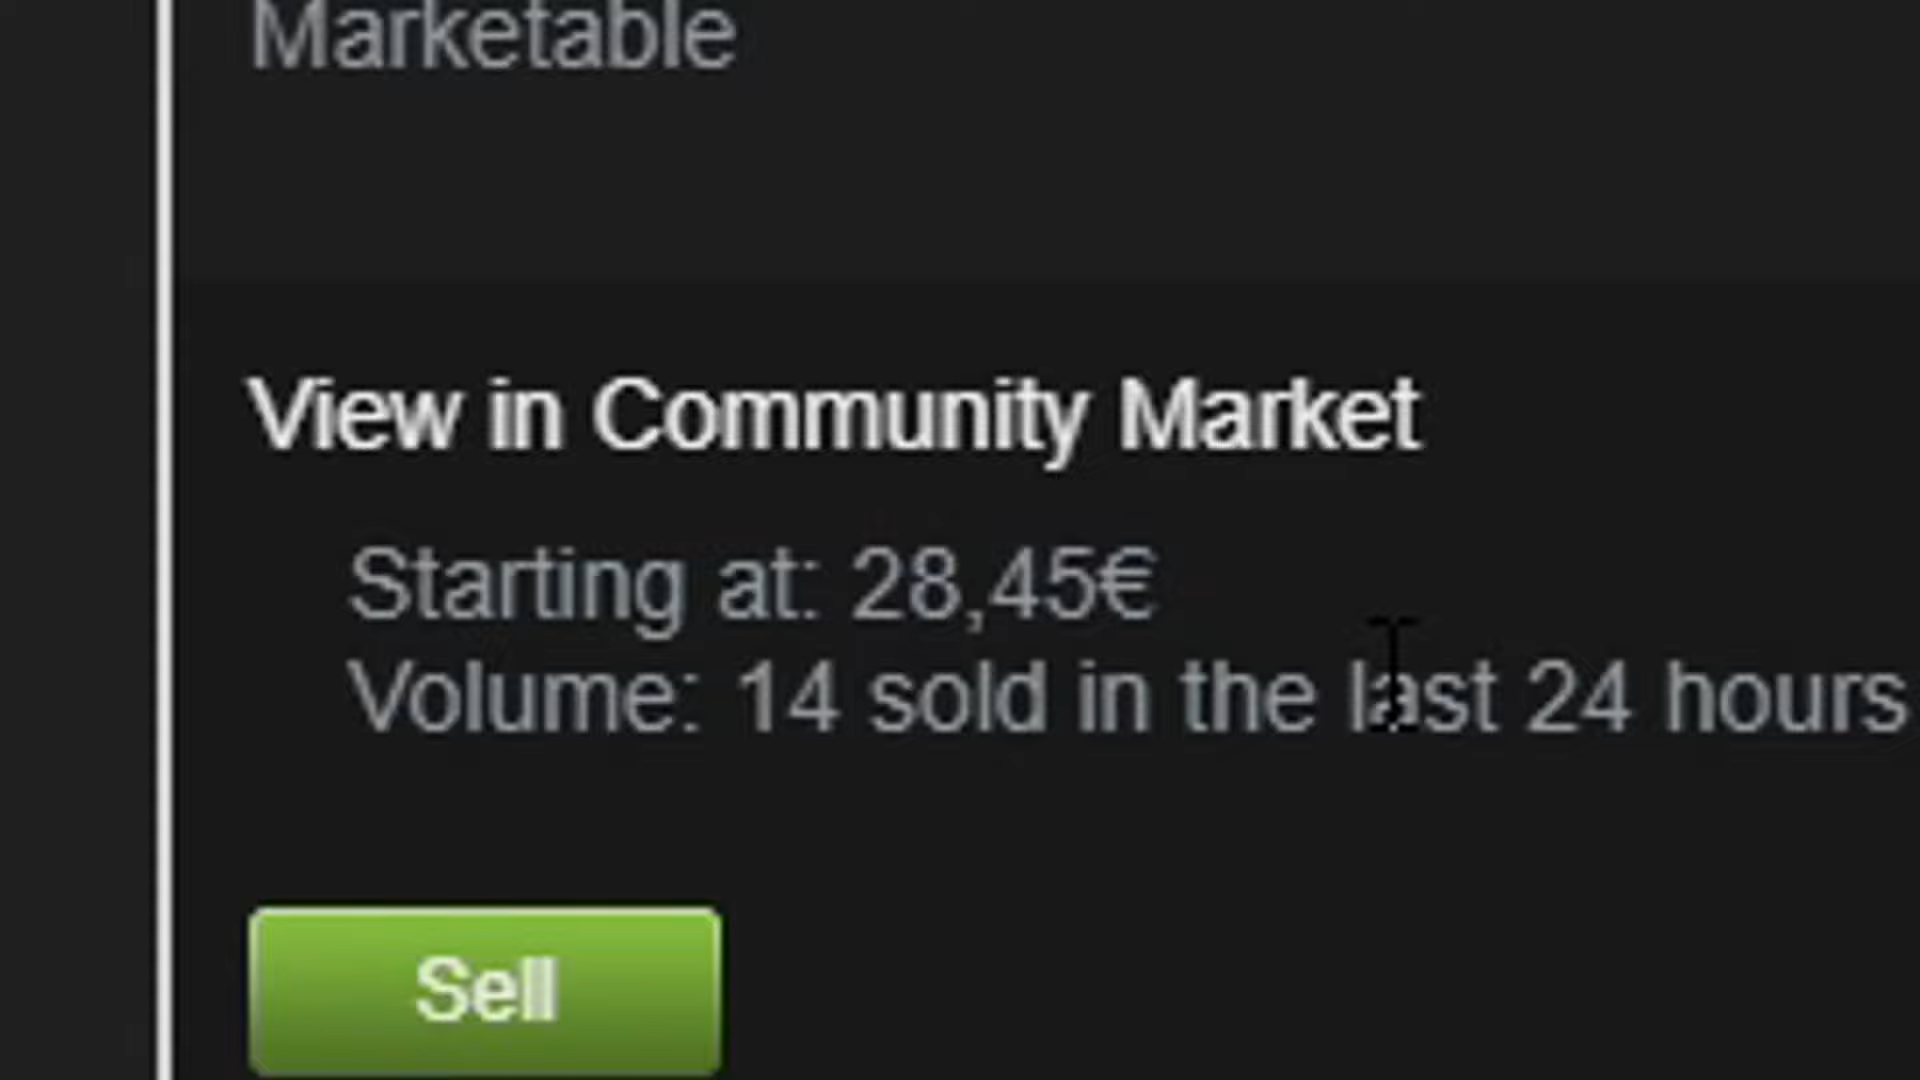 Marketable
View in Community Market
Starting at: 28,45€
Volume: 14 sold in the last 24 hours
Sell